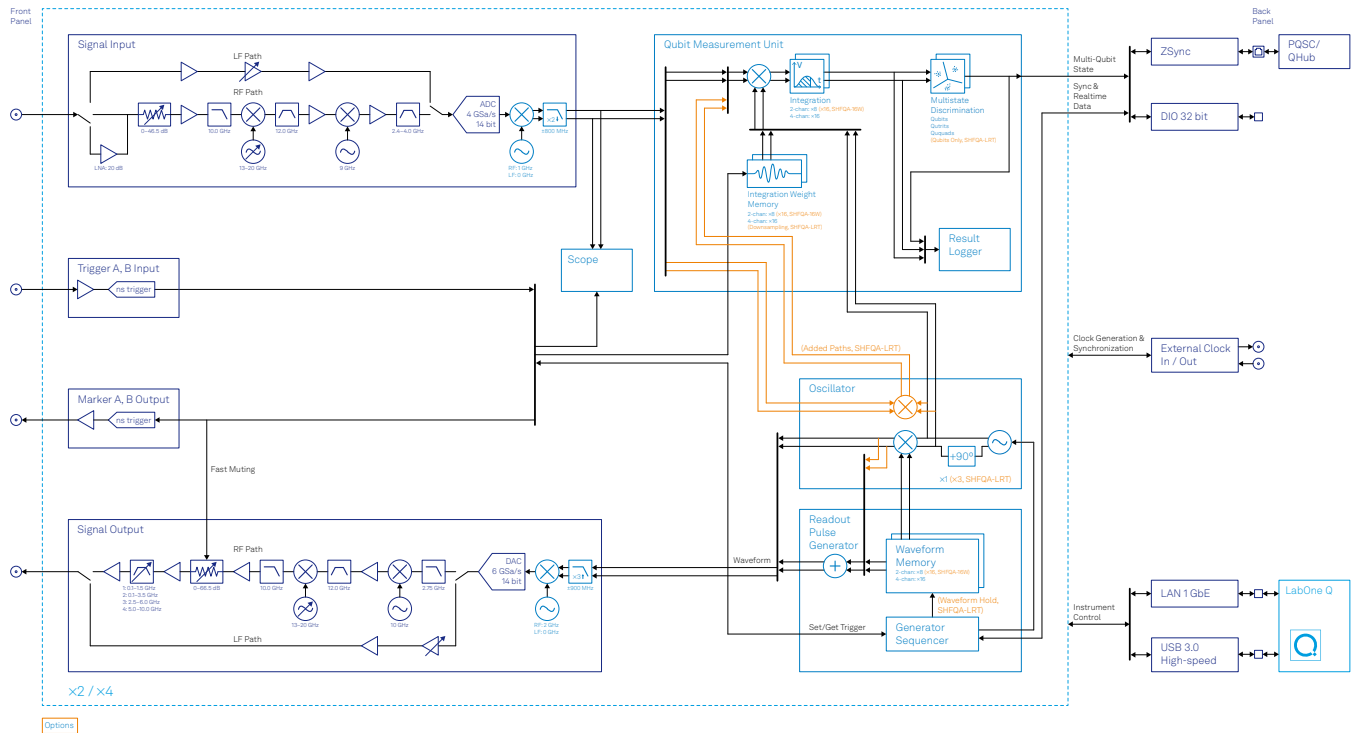 Front
Panel
Back
Panel
Signal Input
LF Path
RF Path
0–46.5 dB
10.0 GHz
12.0 GHz
2.4–4.0 GHz
LNA: 20 dB
13–20 GHz
9 GHz
ADC
4 GSa/s
14 bit
×2
±800 MHz
RF: 1 GHz
LF: 0 GHz
Qubit Measurement Unit
V
t
Integration
2-chan: ×8 (×16, SHFQA-16W)
4-chan: ×16
Multistate
Discrimination
Qubits
Qutrits
Ququads
(Qubits Only, SHFQA-LRT)
Integration Weight
Memory
2-chan: ×8 (×16, SHFQA-16W)
4-chan: ×16
(Downsampling, SHFQA-LRT)
Result
Logger
Multi-Qubit
State
Sync &
Realtime
Data
ZSync
PQSC/
QHub
DIO 32 bit
Scope
Trigger A, B Input
ns trigger
Marker A, B Output
ns trigger
Fast Muting
(Added Paths, SHFQA-LRT)
Clock Generation &
Synchronization
External Clock
In / Out
Oscillator
+90°
×1 (×3, SHFQA-LRT)
Signal Output
RF Path
1: 0.1–1.5 GHz
2: 0.1–3.5 GHz
3: 2.5–6.0 GHz
4: 5.0–10.0 GHz
0–66.5 dB
10.0 GHz
12.0 GHz
2.75 GHz
13–20 GHz
10 GHz
LF Path
DAC
6 GSa/s
14 bit
×3
±800 MHz
RF: 2 GHz
LF: 0 GHz
Waveform
Readout
Pulse
Generator
Waveform
Memory
2-chan: ×8 (×16, SHFQA-16W)
4-chan: ×16
(Waveform Hold,
SHFQA-LRT)
Set/Get Trigger
Generator
Sequencer
Instrument
Control
LAN 1 GbE
USB 3.0
High-speed
LabOne Q
×2 / ×4
Options